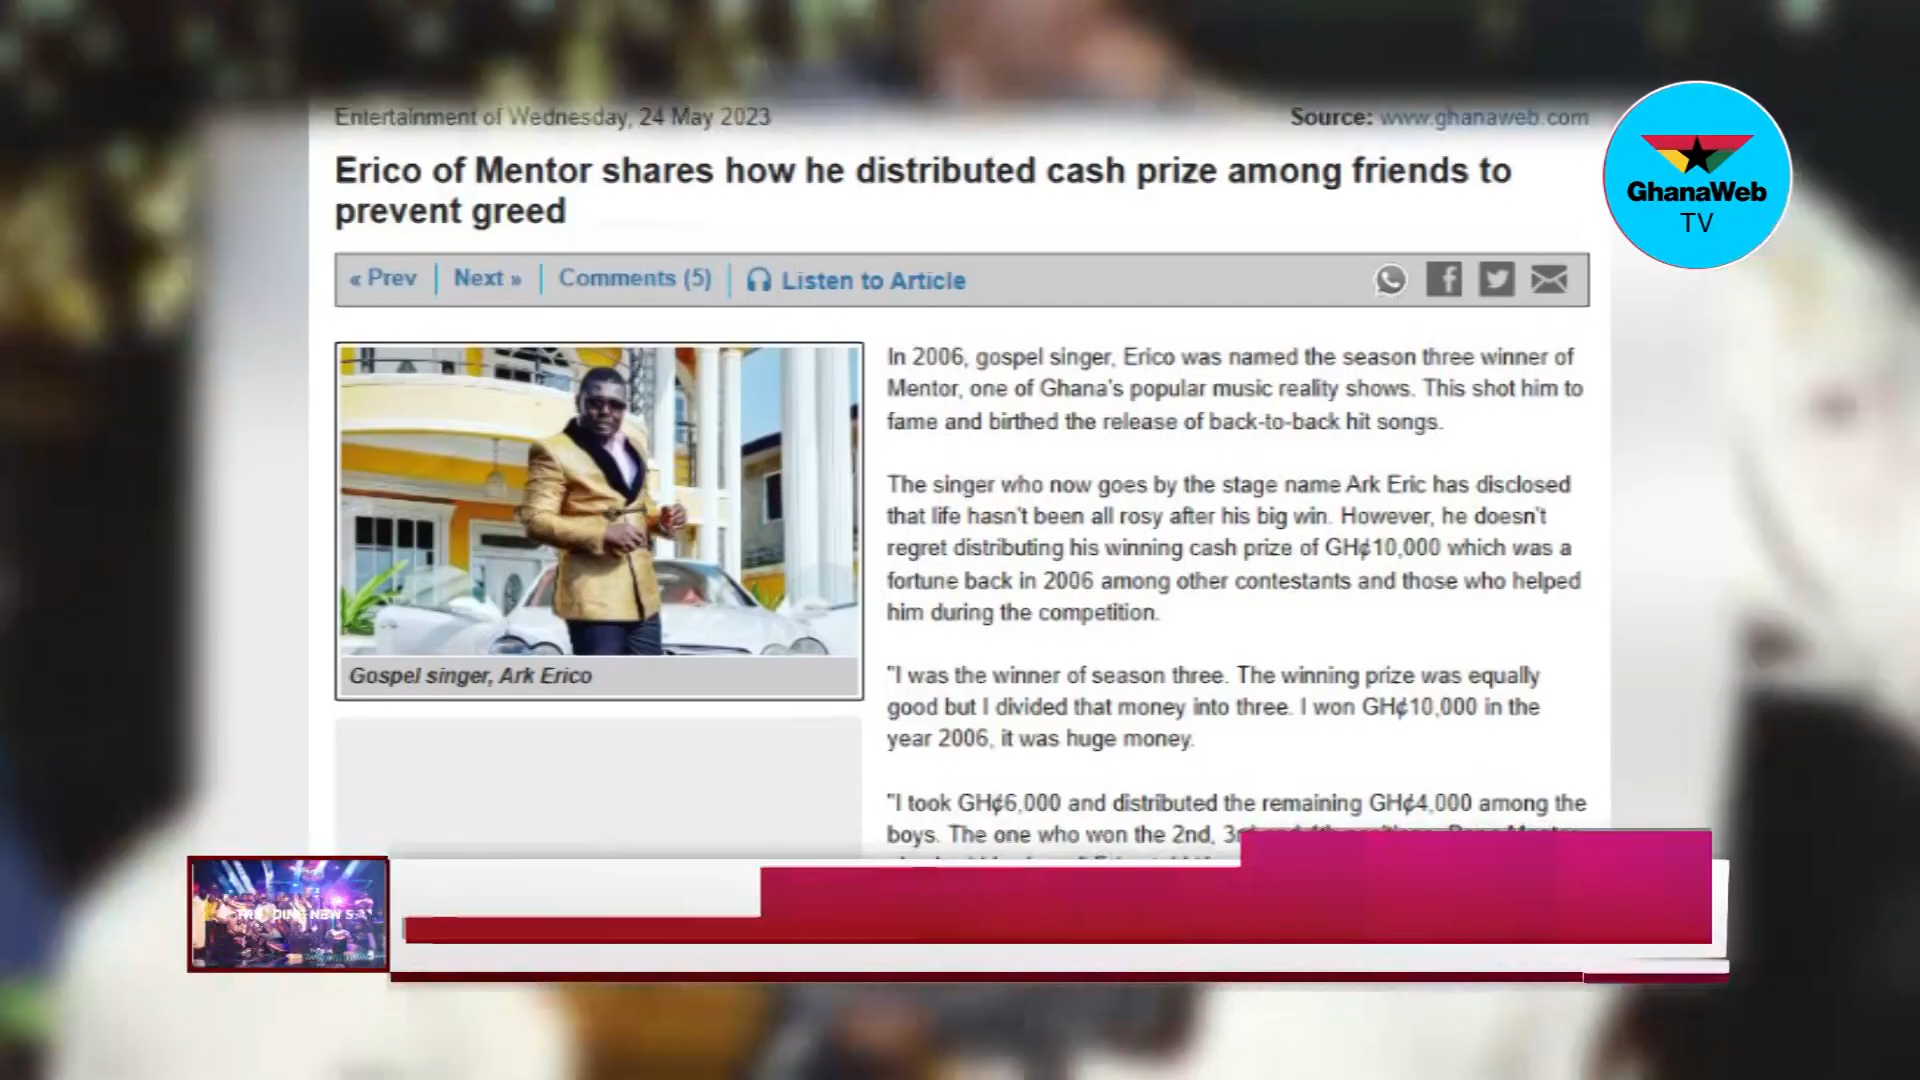 Entertainment of Wednesday, 24 May 2023
Source: www.ghanaweb.com
Erico of Mentor shares how he distributed cash prize among friends to
prevent greed
GhanaWeb
TV
« Prev
Next »
Comments (5)
Listen to Article
Gospel singer, Ark Erico
In 2006, gospel singer, Erico was named the season three winner of
Mentor, one of Ghana's popular music reality shows. This shot him to
fame and birthed the release of back-to-back hit songs.
The singer who now goes by the stage name Ark Eric has disclosed
that life hasn't been all rosy after his big win. However, he doesn't
regret distributing his winning cash prize of GH¢10,000 which was a
fortune back in 2006 among other contestants and those who helped
him during the competition.
"I was the winner of season three. The winning prize was equally
good but I divided that money into three. I won GH¢10,000 in the
year 2006, it was huge money.
"I took GH¢6,000 and distributed the remaining GH¢4,000 among the
boys. The one who won the 2nd,